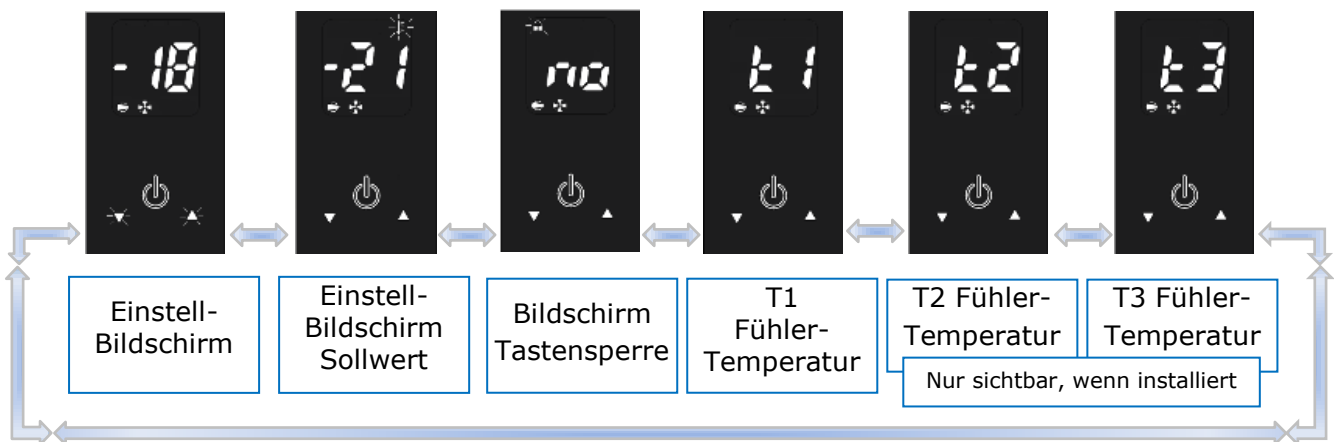 -18
-21
no
t1
t2
t3
Einstell-
Bildschirm
Einstell-
Bildschirm
Sollwert
Bildschirm
Tastensperre
T1
Fühler-
Temperatur
T2 Fühler-
Temperatur
T3 Fühler-
Temperatur
Nur sichtbar, wenn installiert